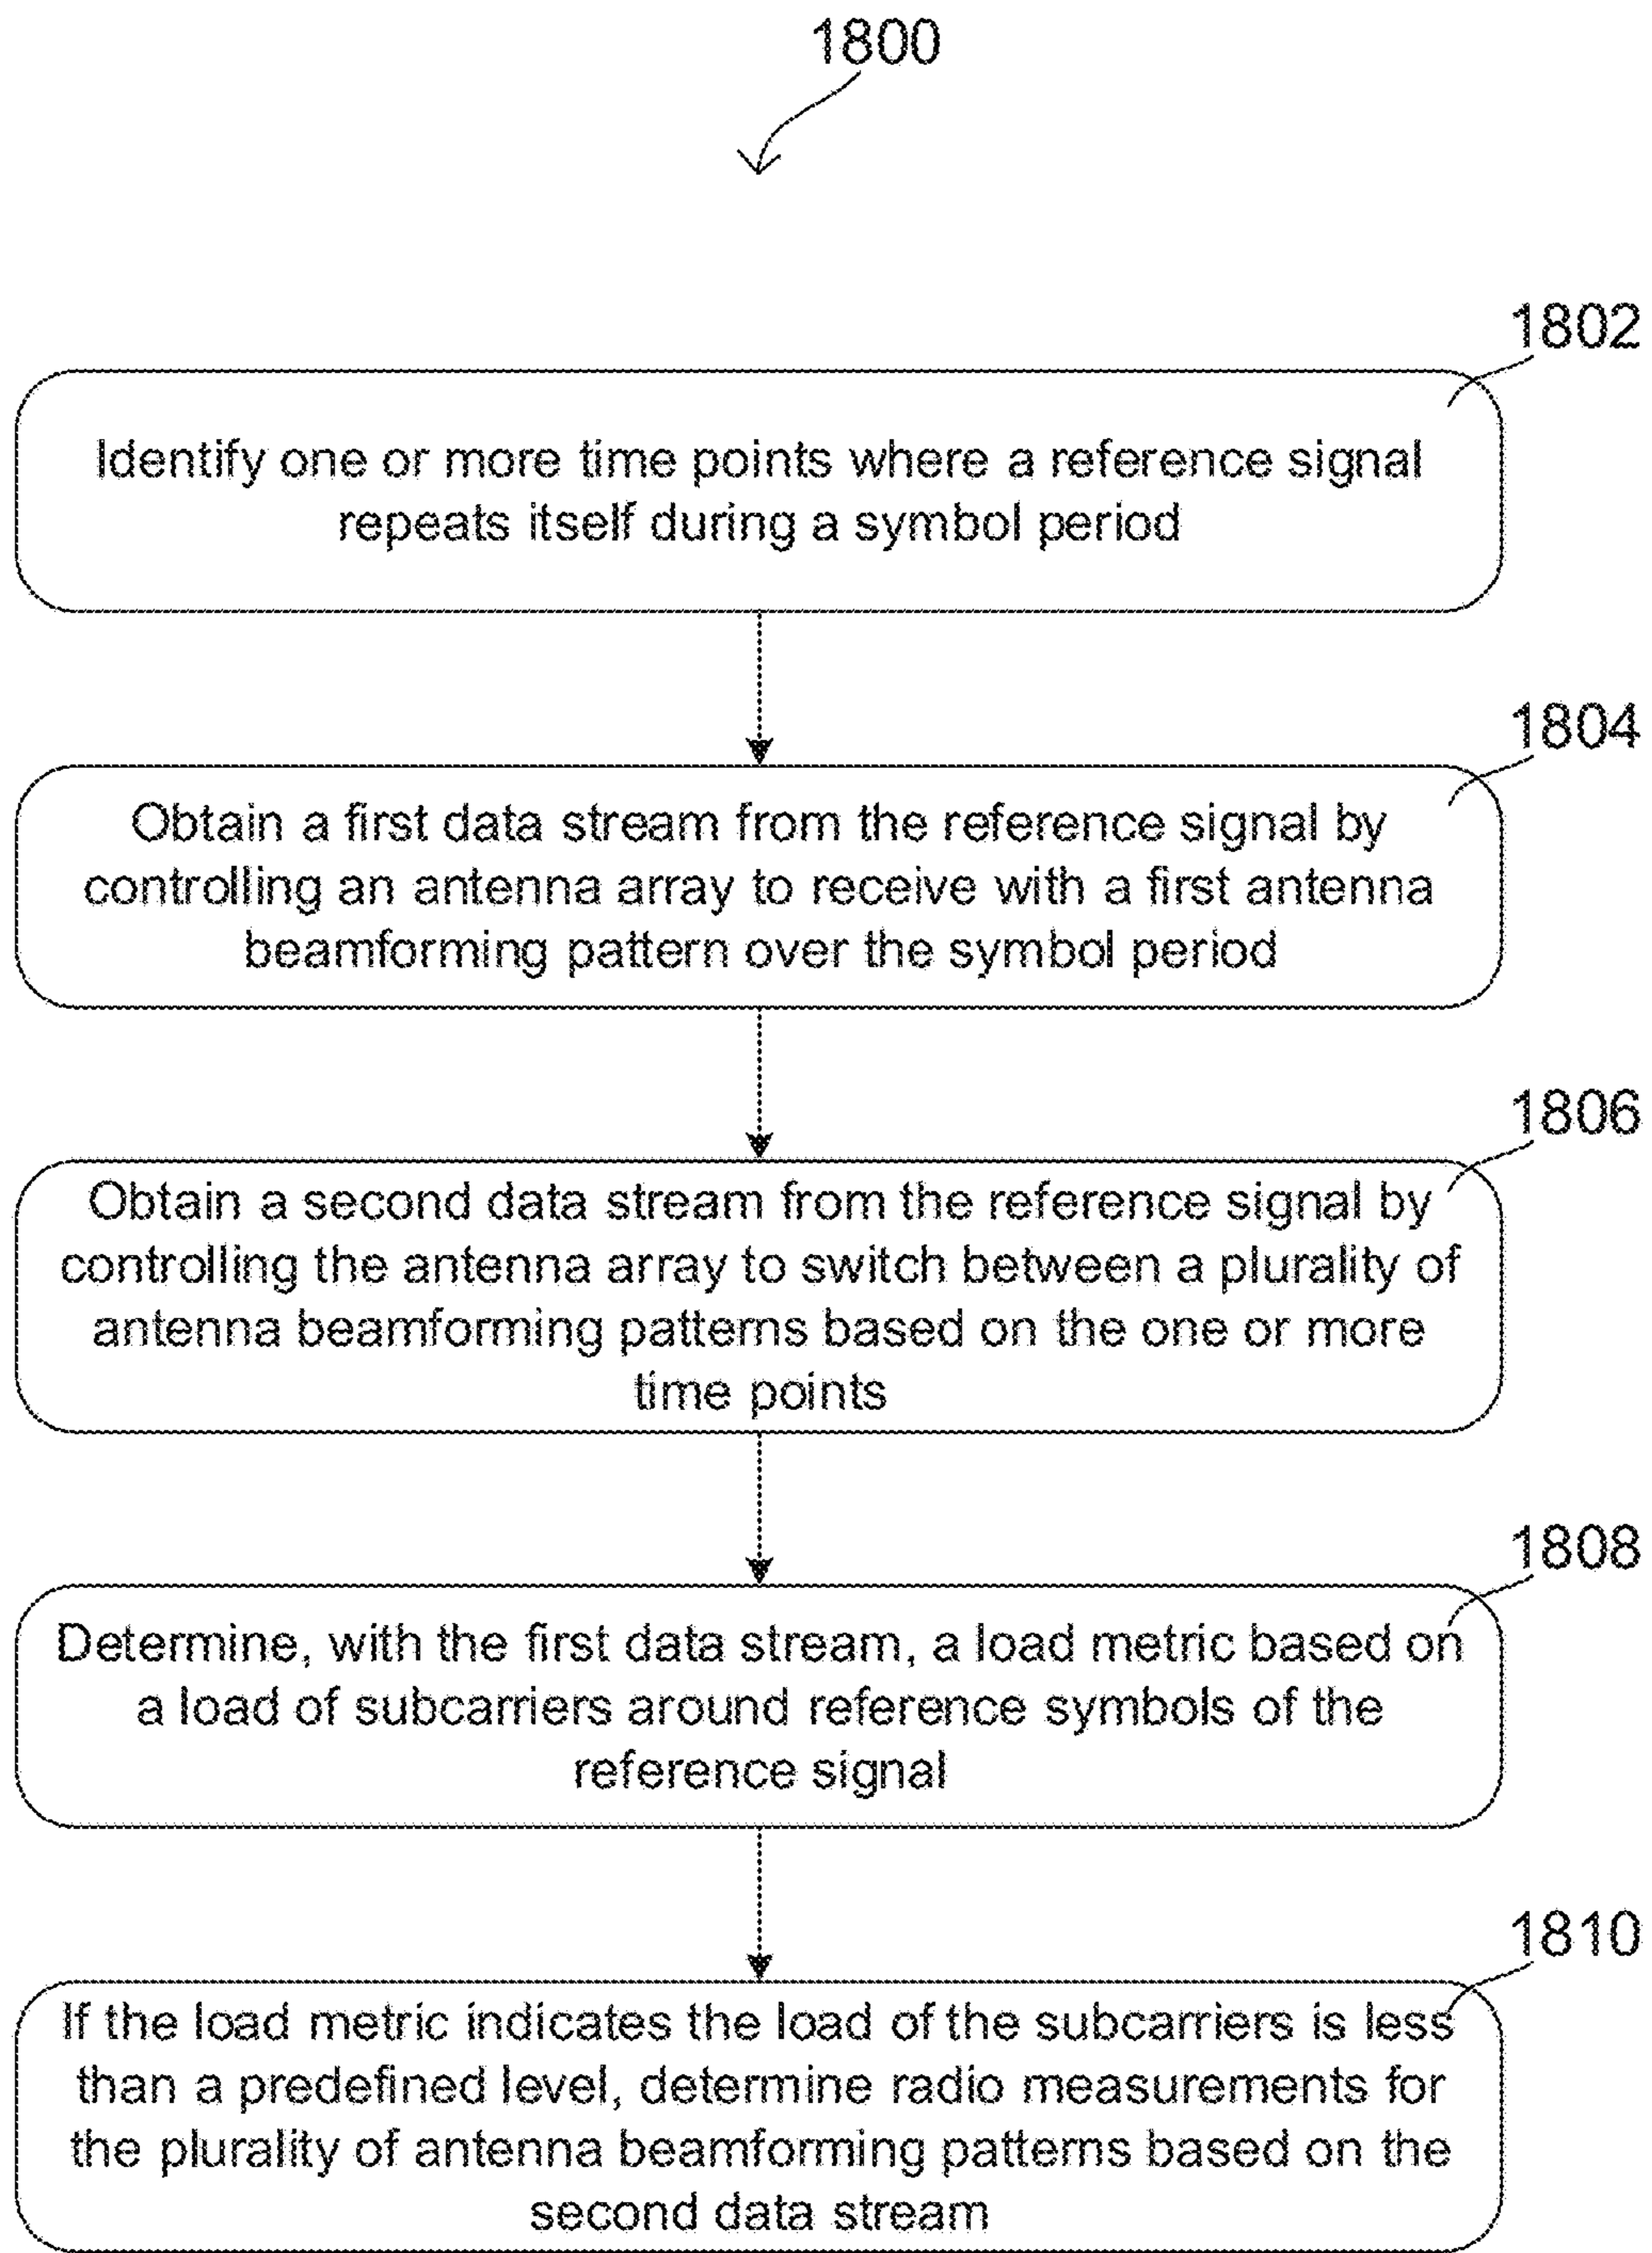 1800
1802
Identify one or more time points where a reference signal
repeats itself during a symbol period
1804
Obtain a first data stream from the reference signal by
controlling an antenna array to receive with a first antenna
beamforming pattern over the symbol period
1806
Obtain a second data stream from the reference signal by
controlling the antenna array to switch between a plurality of
antenna beamforming patterns based on the one or more
time points
1808
Determine, with the first data stream, a load metric based on
a load of subcarriers around reference symbols of the
reference signal
1810
If the load metric indicates the load of the subcarriers is less
than a predefined level, determine radio measurements for
the plurality of antenna beamforming patterns based on the
second data stream